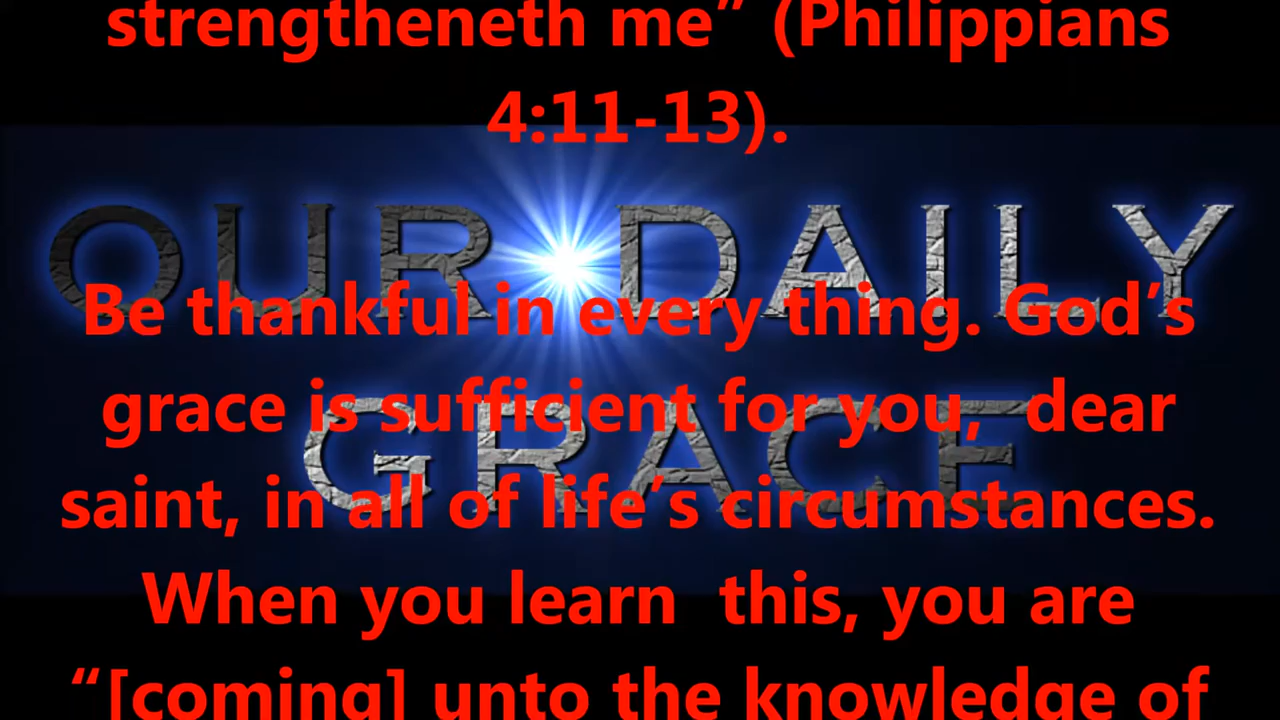 strengtheneth me” (Philippians
4:11-13).
OUR DAILY
Be thankful in every thing. God’s
grace is sufficient for you,  dear
GRACE
saint, in all of life’s circumstances.
When you learn  this, you are
“[coming] unto the knowledge of